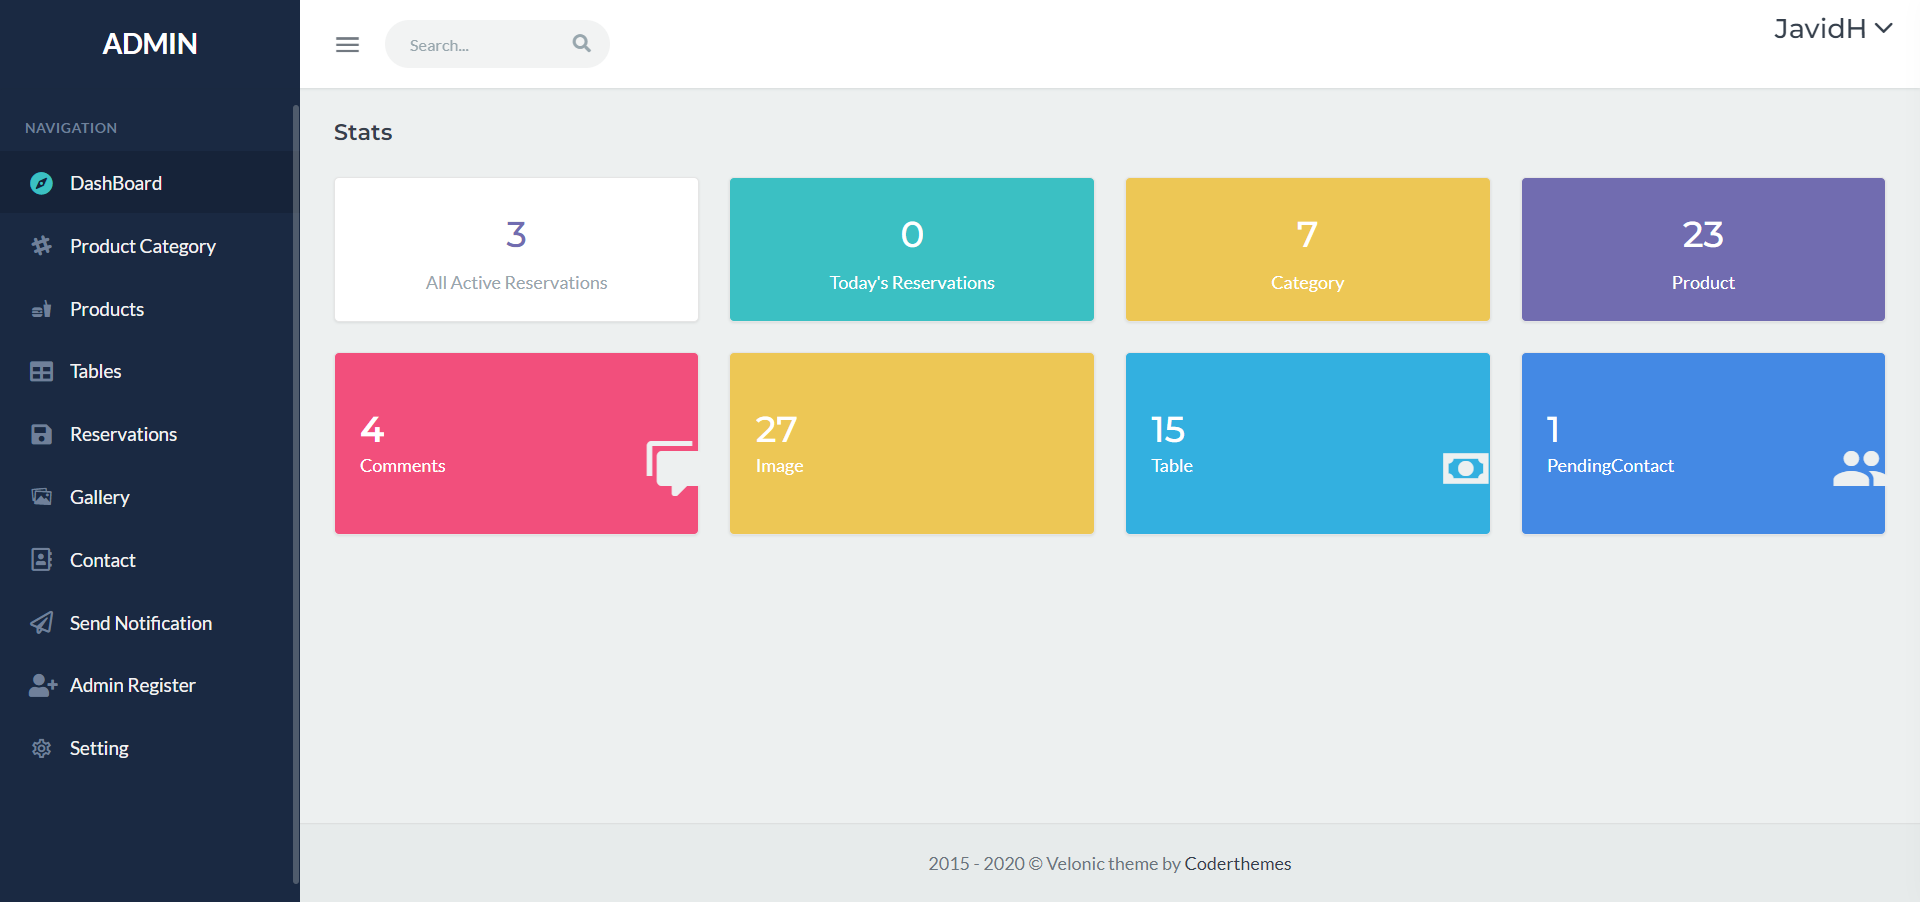 ADMIN
Search...
JavidH
NAVIGATION
DashBoard
Product Category
Products
Tables
Reservations
Gallery
Contact
Send Notification
Admin Register
Setting
Stats
3
All Active Reservations
0
Today's Reservations
7
Category
23
Product
4
Comments
27
Image
15
Table
1
PendingContact
2015 - 2020 © Velonic theme by Coderthemes